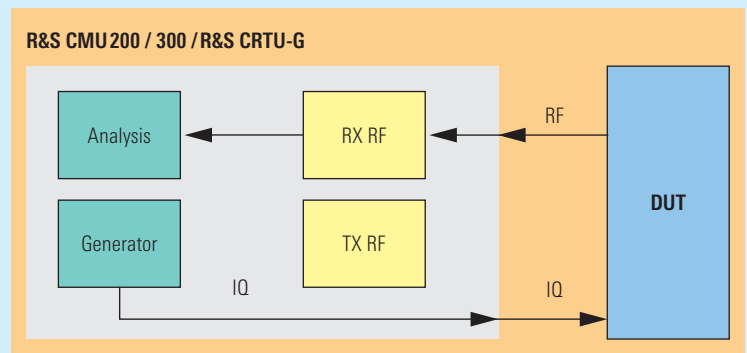 R&S CMU200 / 300 / R&S CRTU-G
Analysis
RX RF
RF
DUT
Generator
TX RF
IQ
IQ